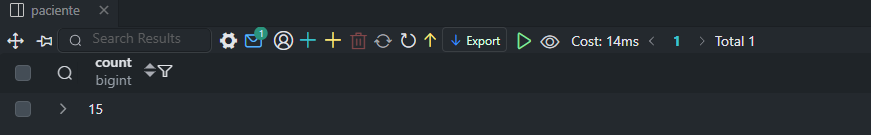 paciente
Search Results 1 Export Cost: 14ms 1 Total 1
count
bigint
15